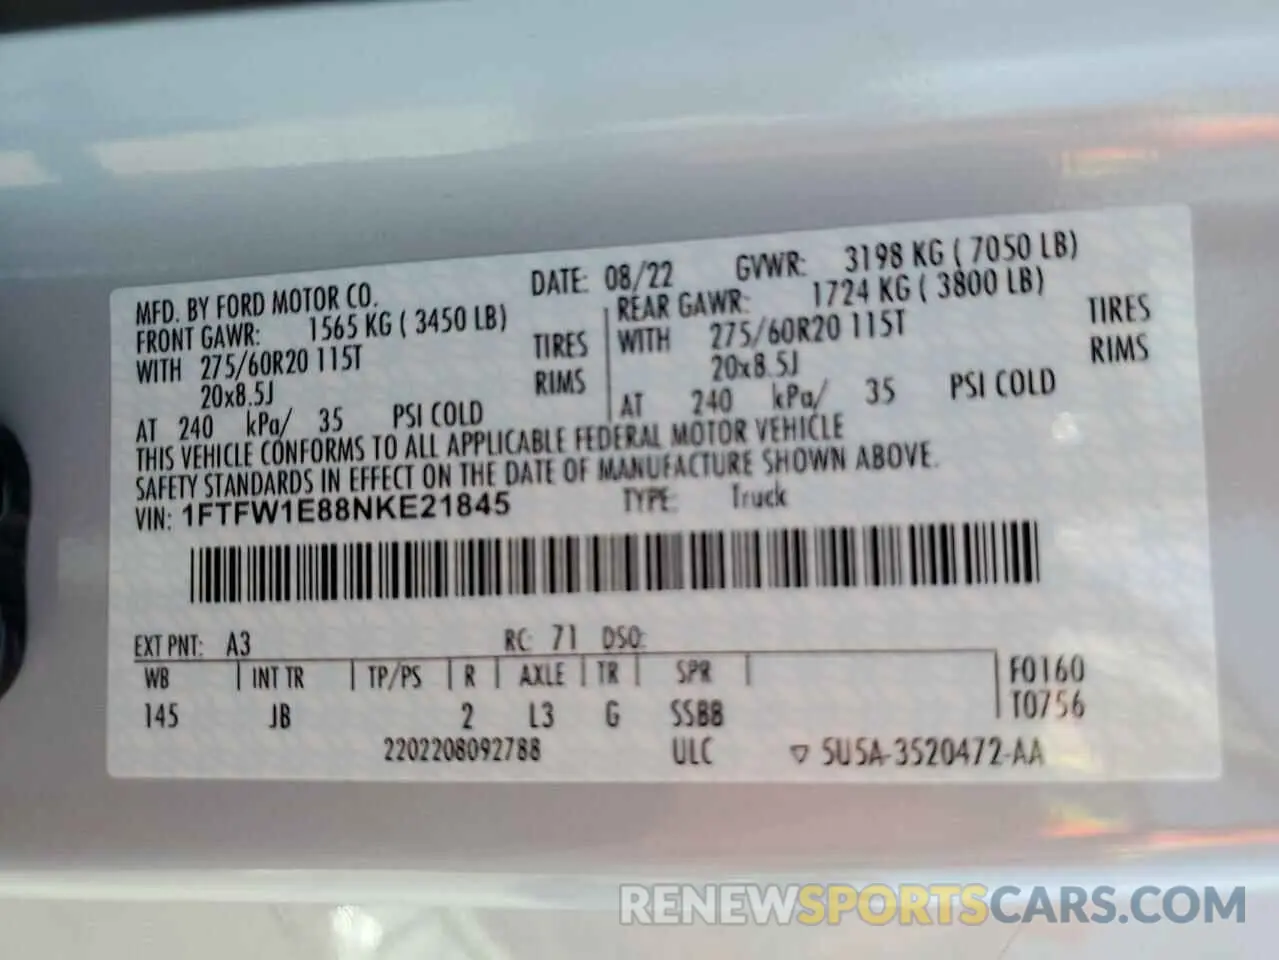 MFD. BY FORD MOTOR CO. DATE: 08/22 GVWR: 3198 KG ( 7050 LB)
FRONT GAWR: 1565 KG ( 3450 LB) REAR GAWR: 1724 KG ( 3800 LB)
WITH 275/60R20 115T TIRES WITH 275/60R20 115T TIRES
20x8.5J RIMS 20x8.5J RIMS
AT 240 kPa/ 35 PSI COLD AT 240 kPa/ 35 PSI COLD
THIS VEHICLE CONFORMS TO ALL APPLICABLE FEDERAL MOTOR VEHICLE
SAFETY STANDARDS IN EFFECT ON THE DATE OF MANUFACTURE SHOWN ABOVE.
VIN: 1FTFW1E88NKE21845 TYPE: Truck
EXT PNT: A3 RC: 71 DSO:
WB | INT TR | TP/PS | R | AXLE | TR | SPR | F0160
145 JB 2 L3 G SSBB T0756
2202208092788 ULC ▽ 5U5A-3520472-AA
RENEWSPORTSCARS.COM